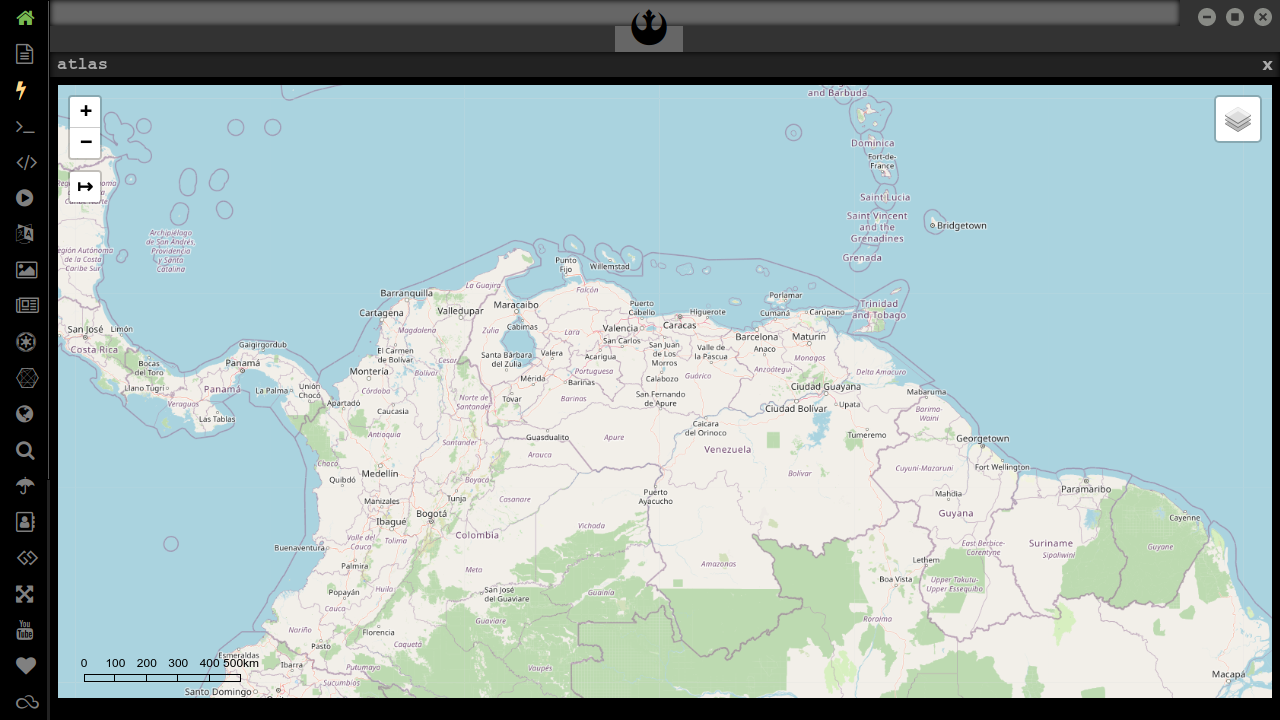 atlas
x
+
−
↦
and Barbuda
Dominica
Fort-de-
France
Saint Lucia
Saint Vincent
and the
Grenadines
Bridgetown
Grenada
Archipiélago
de San Andrés,
Providencia
y Santa
Catalina
Región Autónoma
de la Costa
Caribe Sur
Punto
Fijo
Willemstad
La Guajira
Falcón
Barranquilla
Cartagena
Valledupar
Maracaibo
Puerto
Cabello
Higuerote
Porlamar
Cumaná
Carúpano
Trinidad
and Tobago
San José
Limón
Costa Rica
Magdalena
Zulia
Cabimas
Lara
Valencia
San Carlos
Caracas
Barcelona
Anaco
Maturín
Monagas
Gaigirgordub
Panamá
Bocas
del Toro
Llano Tugrí
Panamá
Veraguas
Las Tablas
La Palma
Unión
Chocó
Apartadó
El Carmen
de Bolívar
Montería
Bolívar
Cesar
Córdoba
Caucasia
Santa Bárbara
del Zulia
Valera
Acarigua
Portuguesa
Mérida
Barinas
Tovar
Barinas
Norte de
Santander
San Juan
de Los
Morros
Valle de
la Pascua
Calabozo
Guárico
San Fernando
de Apure
Anzoátegui
Delta Amacuro
Ciudad Guayana
Ciudad Bolívar
Upata
Mabaruma
Barima-
Waini
Antioquia
Santander
Guasdualito
Arauca
Apure
Caicara
del Orinoco
Venezuela
Tumeremo
Georgetown
Chocó
Medellín
Quibdó
Boyacá
Bolívar
Cuyuni-Mazaruni
Fort Wellington
Manizales
Tunja
Casanare
Puerto
Ayacucho
Mahdia
Paramaribo
Ibagué
Bogotá
Guyana
Cayenne
Buenaventura
Valle del
Cauca
Tolima
Colombia
Vichada
East Berbice-
Corentyne
Suriname
Sipaliwini
Guyane
Palmira
Meta
Amazonas
Lethem
Boa Vista
Upper Takutu-
Upper Essequibo
Popayán
Huila
San José
del Guaviare
Guainía
Cauca
Guaviare
Roraima
Nariño
Florencia
Pasto
Caquetá
Esmeraldas
Ibarra
Putumayo
Vaupés
Macapá
Sucumbíos
Santo Domingo
0 100 200 300 400 500km